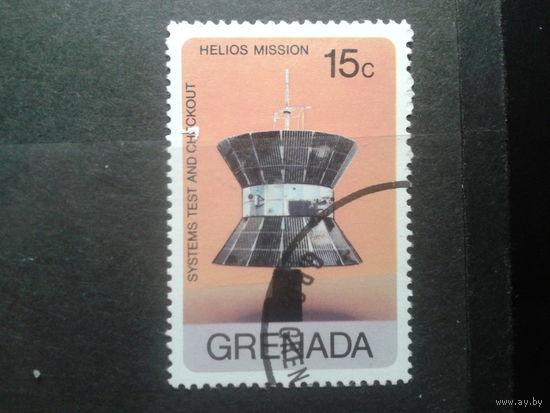 HELIOS MISSION
15c
SYSTEMS TEST AND CHECKOUT
GRENADA
www.ay.by